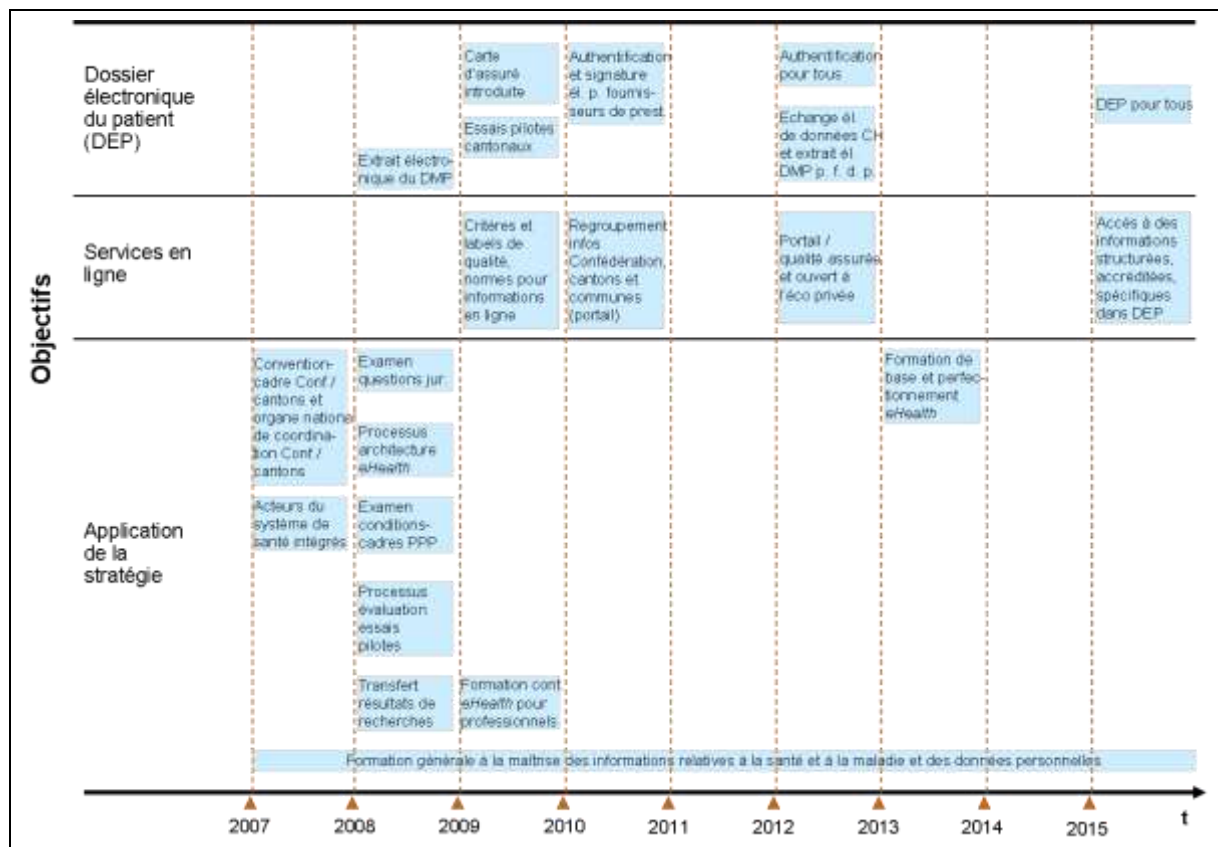 Objectifs
Dossier
électronique
du patient
(DEP)
Extrait électro-
nique du DMP
Carte
d'assuré
introduite
Essais pilotes
cantonaux
Authentification
et signature
él. p. fournis-
seurs de prest.
Authentification
pour tous
Echange él.
de données CH
et extrait él.
DMP p. f. d. p.
DEP pour tous
Services en
ligne
Critères et
labels de
qualité,
normes pour
informations
en ligne
Regroupement
infos
Confédération,
cantons et
communes
(portail)
Portail /
qualité assurée
et ouvert à
l'éco privée
Accès à des
informations
structurées,
accréditées,
spécifiques
dans DEP
Application
de la
stratégie
Convention-
cadre Conf /
cantons et
organe national
de coordina-
tion Conf /
cantons
Acteurs du
système de
santé intégrés
Examen
questions jur.
Processus
architecture
eHealth
Examen
conditions-
cadres PPP
Processus
évaluation
essais
pilotes
Transfert
résultats de
recherches
Formation cont.
eHealth pour
professionnels
Formation de
base et perfec-
tionnement
eHealth
Formation générale à la maîtrise des informations relatives à la santé et à la maladie et des données personnelles
2007 2008 2009 2010 2011 2012 2013 2014 2015 t